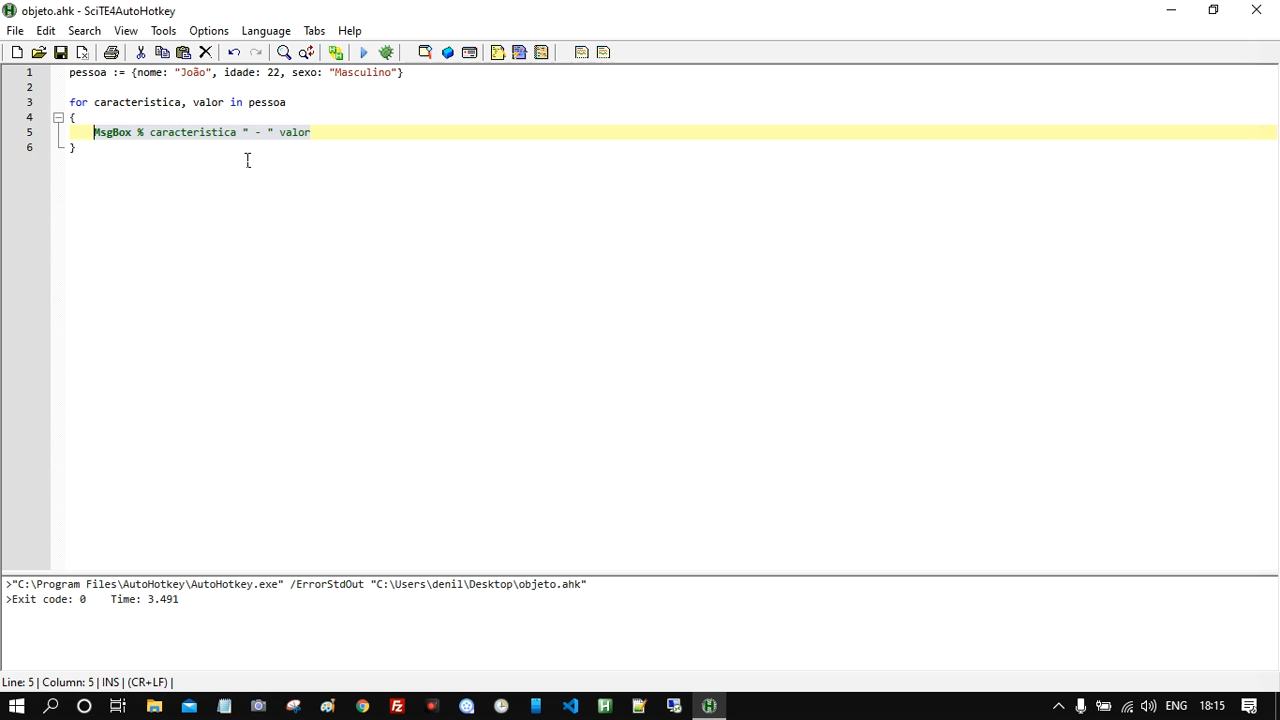 objeto.ahk - SciTE4AutoHotkey
File Edit Search View Tools Options Language Tabs Help
1 pessoa := {nome: "João", idade: 22, sexo: "Masculino"}
2
3 for caracteristica, valor in pessoa
4 {
5 MsgBox % caracteristica " - " valor
6 }
>"C:\Program Files\AutoHotkey\AutoHotkey.exe" /ErrorStdOut "C:\Users\denil\Desktop\objeto.ahk"
>Exit code: 0 Time: 3.491
Line: 5 | Column: 5 | INS | (CR+LF) |
ENG 18:15